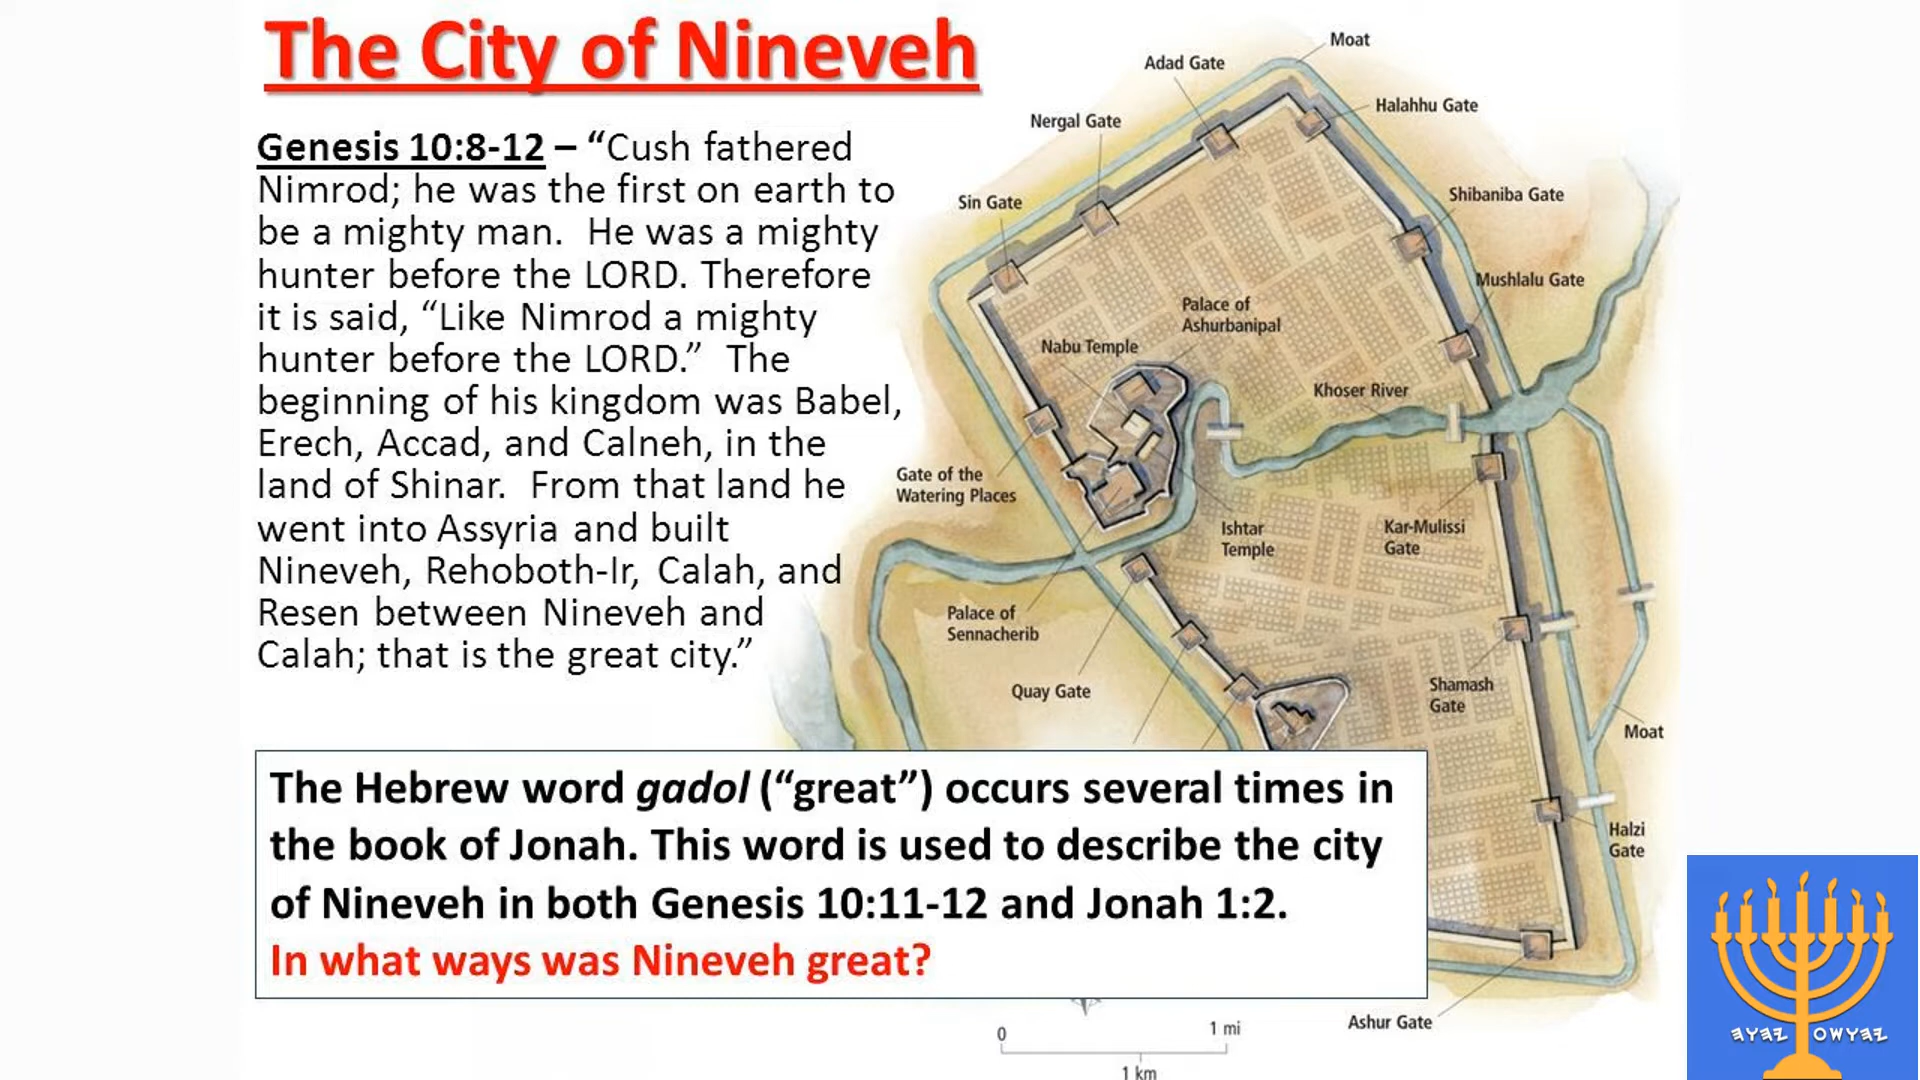 The City of Nineveh
Genesis 10:8-12 – “Cush fathered
Nimrod; he was the first on earth to
be a mighty man.  He was a mighty
hunter before the LORD. Therefore
it is said, “Like Nimrod a mighty
hunter before the LORD.”  The
beginning of his kingdom was Babel,
Erech, Accad, and Calneh, in the
land of Shinar.  From that land he
went into Assyria and built
Nineveh, Rehoboth-Ir,  Calah, and
Resen between Nineveh and
Calah; that is the great city.”
Moat
Adad Gate
Halahhu Gate
Nergal Gate
Shibaniba Gate
Sin Gate
Mushlalu Gate
Palace of
Ashurbanipal
Nabu Temple
Khoser River
Gate of the
Watering Places
Ishtar
Temple
Kar-Mulissi
Gate
Palace of
Sennacherib
Quay Gate
Shamash
Gate
Moat
Halzi
Gate
The Hebrew word gadol (“great”) occurs several times in
the book of Jonah. This word is used to describe the city
of Nineveh in both Genesis 10:11-12 and Jonah 1:2.
In what ways was Nineveh great?
Ashur Gate
0
1 mi
1 km